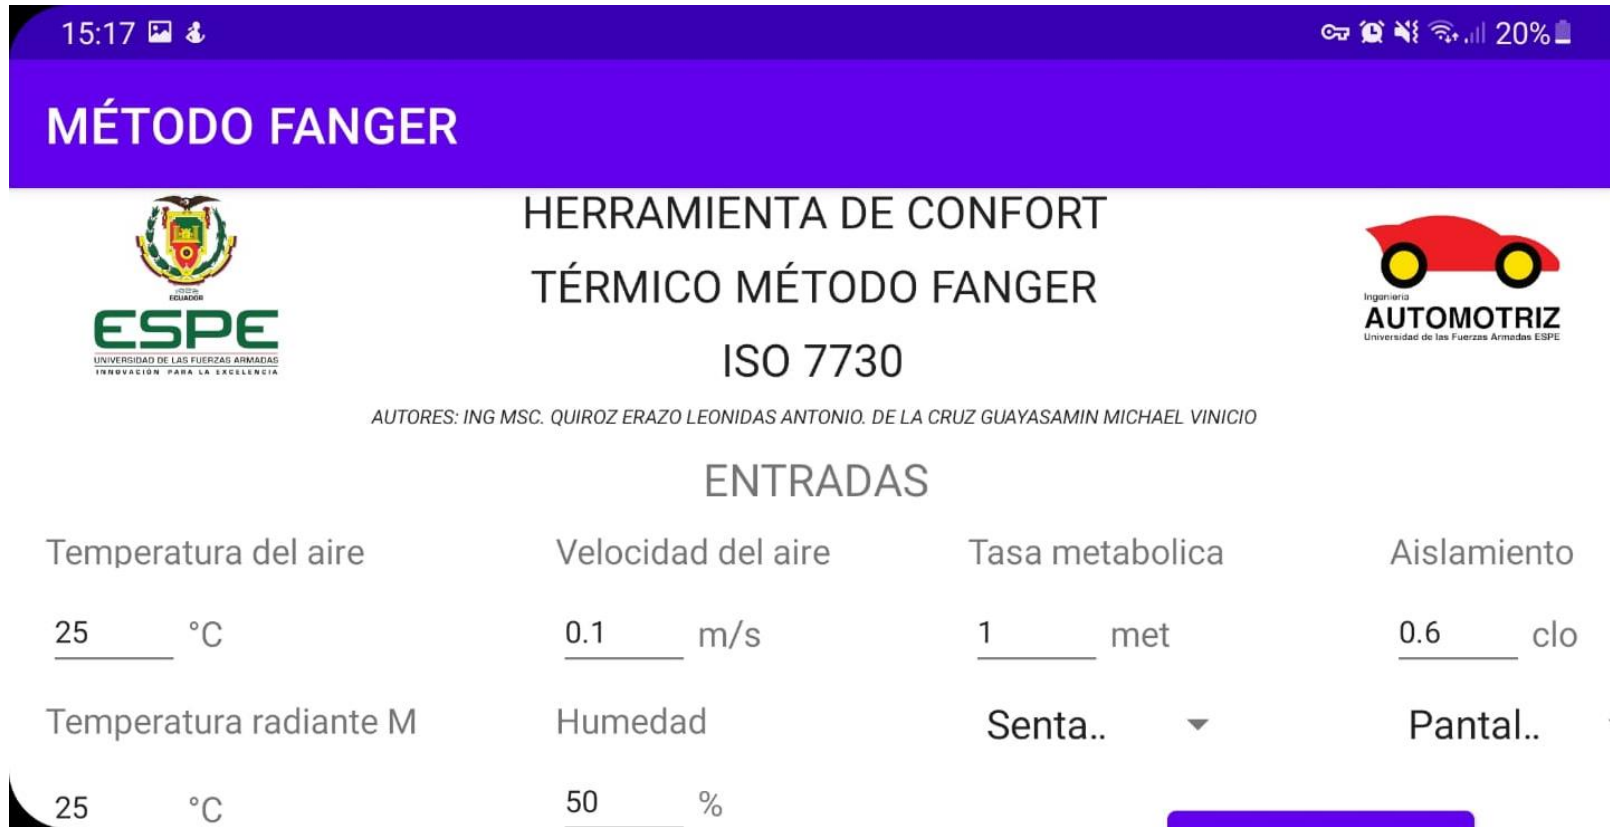 15:17 20%
MÉTODO FANGER
HERRAMIENTA DE CONFORT
TÉRMICO MÉTODO FANGER
ISO 7730
ECUADOR
ESPE
UNIVERSIDAD DE LAS FUERZAS ARMADAS
INNOVACIÓN PARA LA EXCELENCIA
Ingeniería
AUTOMOTRIZ
Universidad de las Fuerzas Armadas ESPE
AUTORES: ING MSC. QUIROZ ERAZO LEONIDAS ANTONIO. DE LA CRUZ GUAYASAMIN MICHAEL VINICIO
ENTRADAS
Temperatura del aire Velocidad del aire Tasa metabolica Aislamiento
25 °C 0.1 m/s 1 met 0.6 clo
Temperatura radiante M Humedad Senta.. Pantal..
25 °C 50 %